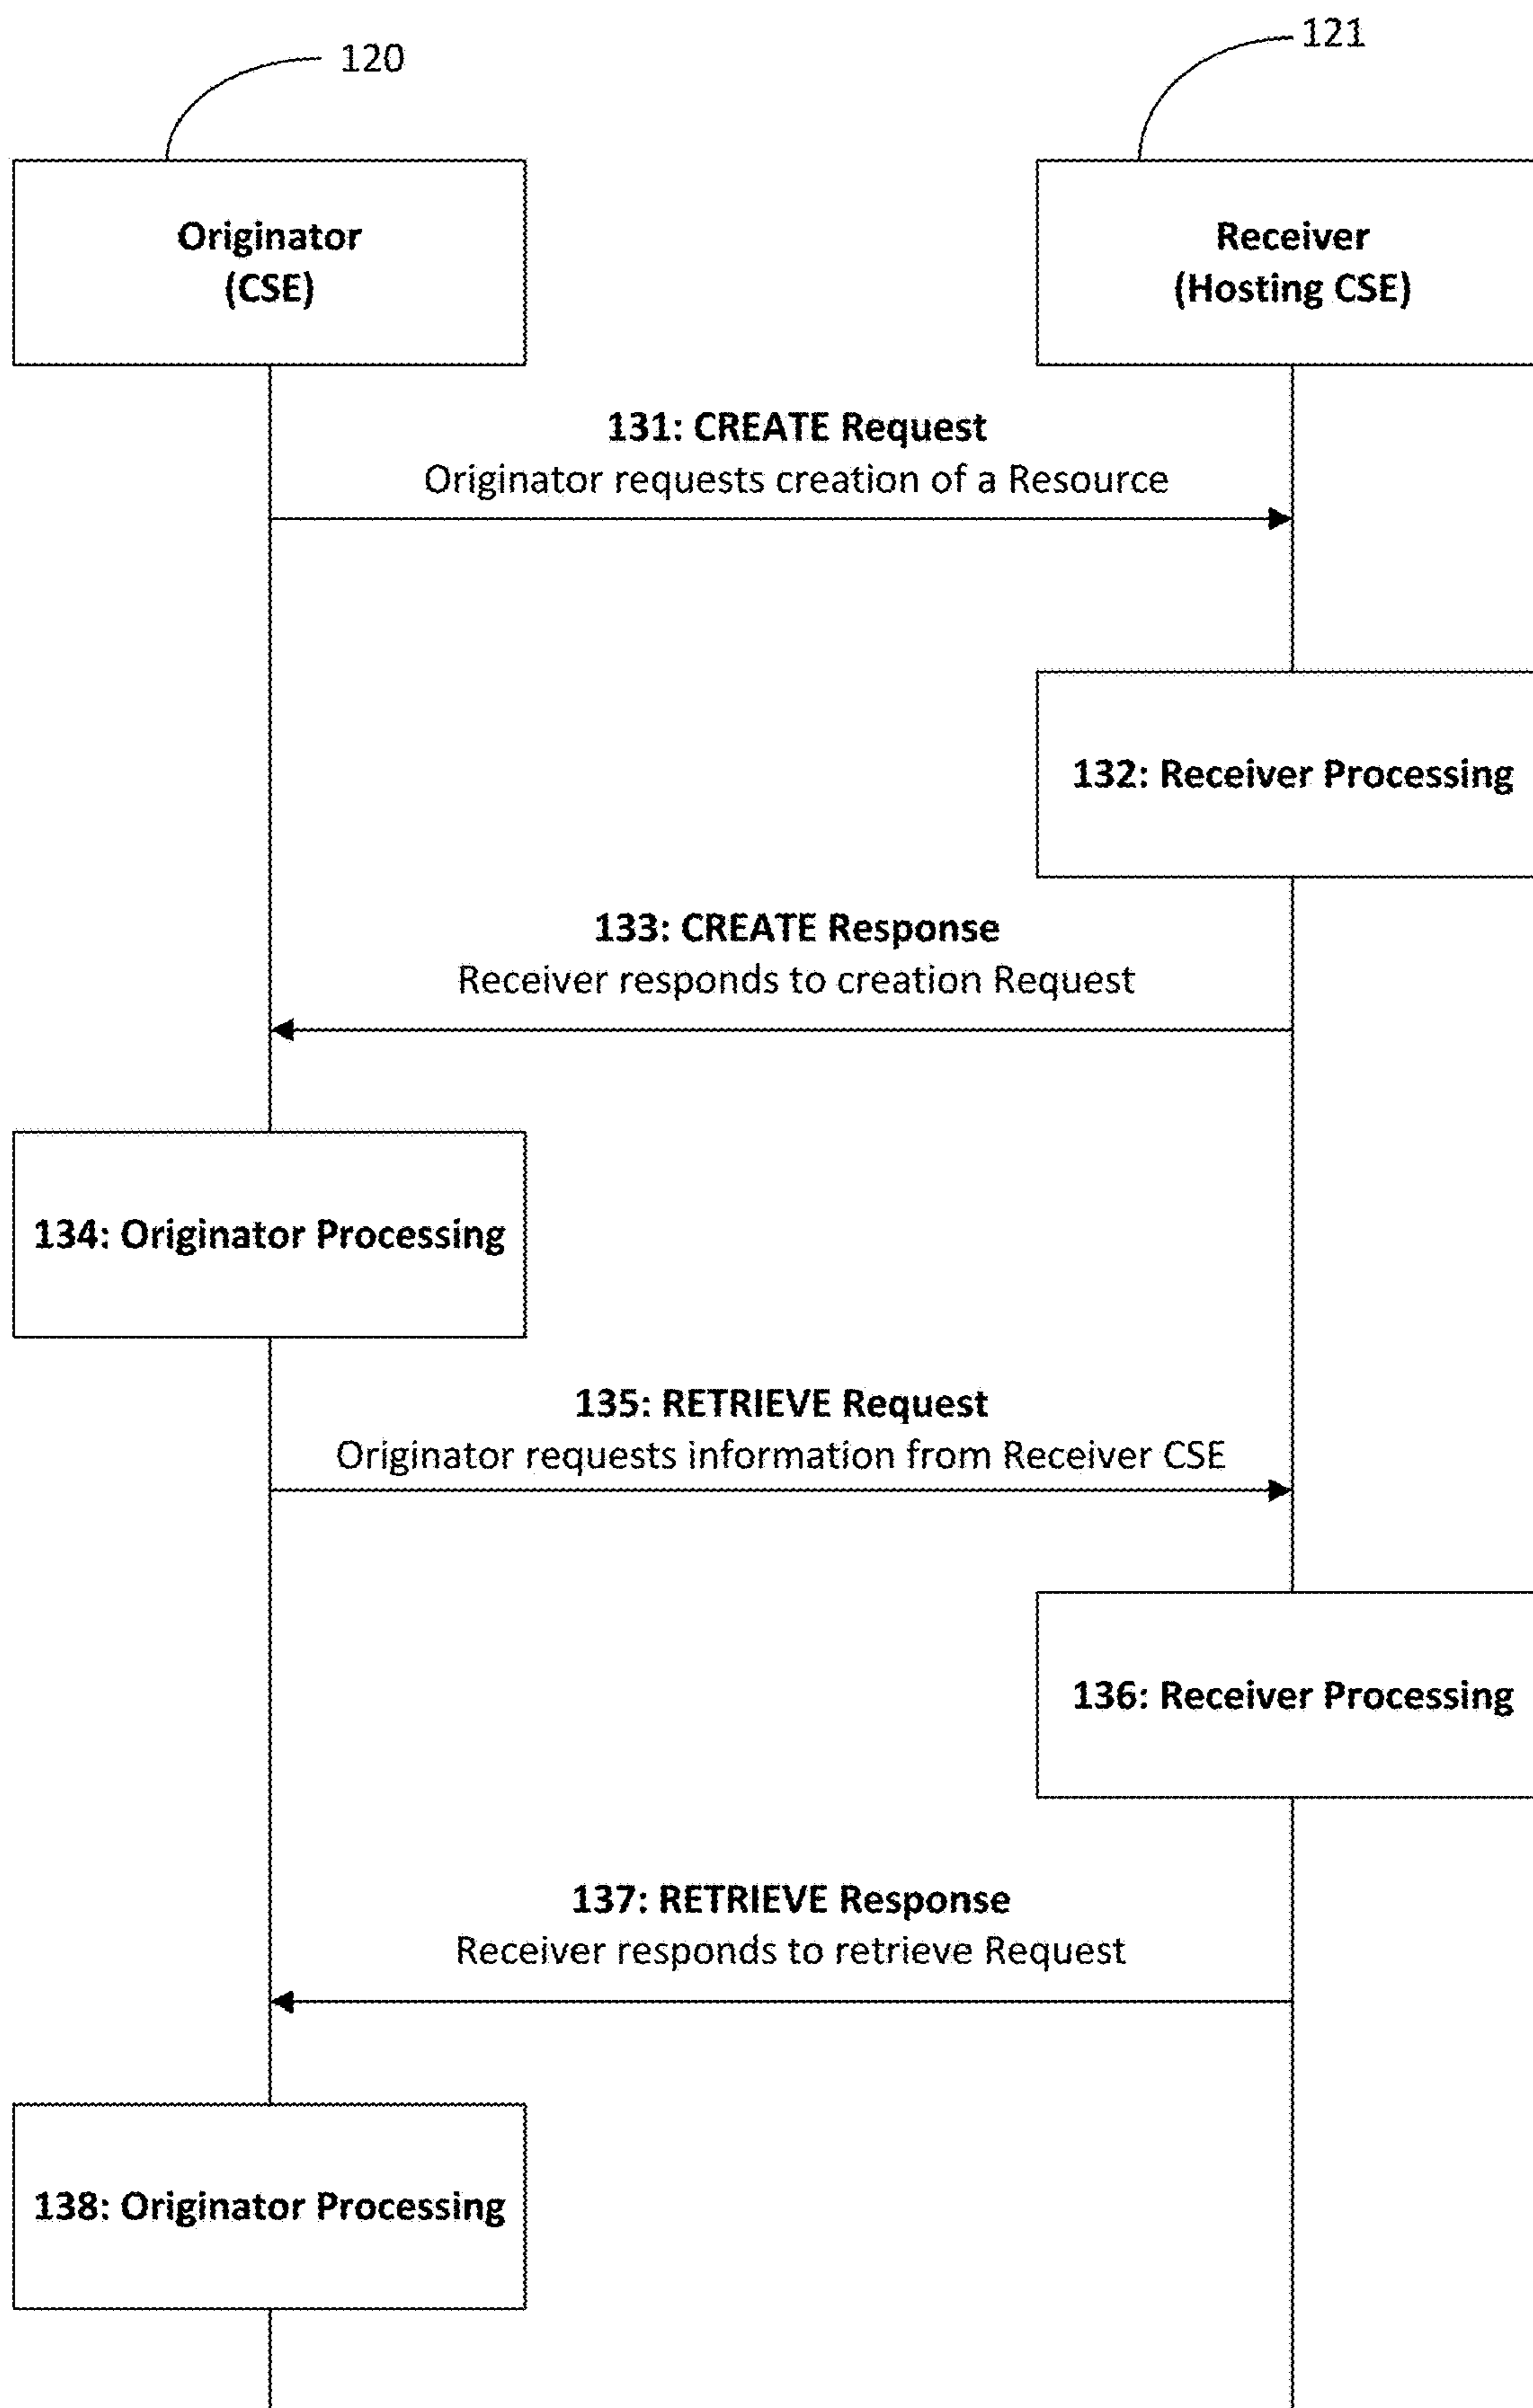 120
121
Originator
(CSE)
Receiver
(Hosting CSE)
131: CREATE Request
Originator requests creation of a Resource
132: Receiver Processing
133: CREATE Response
Receiver responds to creation Request
134: Originator Processing
135: RETRIEVE Request
Originator requests information from Receiver CSE
136: Receiver Processing
137: RETRIEVE Response
Receiver responds to retrieve Request
138: Originator Processing